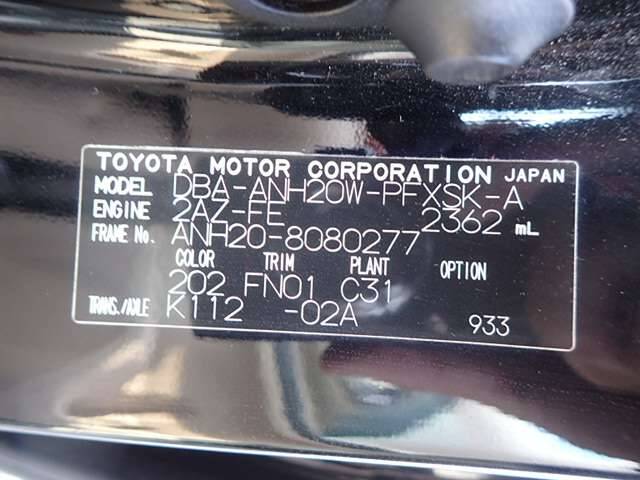 TOYOTA MOTOR CORPORATION JAPAN
MODEL DBA-ANH20W-PFXSK-A
ENGINE 2AZ-FE 2362 mL
FRAME No. ANH20-8080277
COLOR TRIM PLANT OPTION
202 FN01 C31
TRANS./AXLE K112 -02A 933